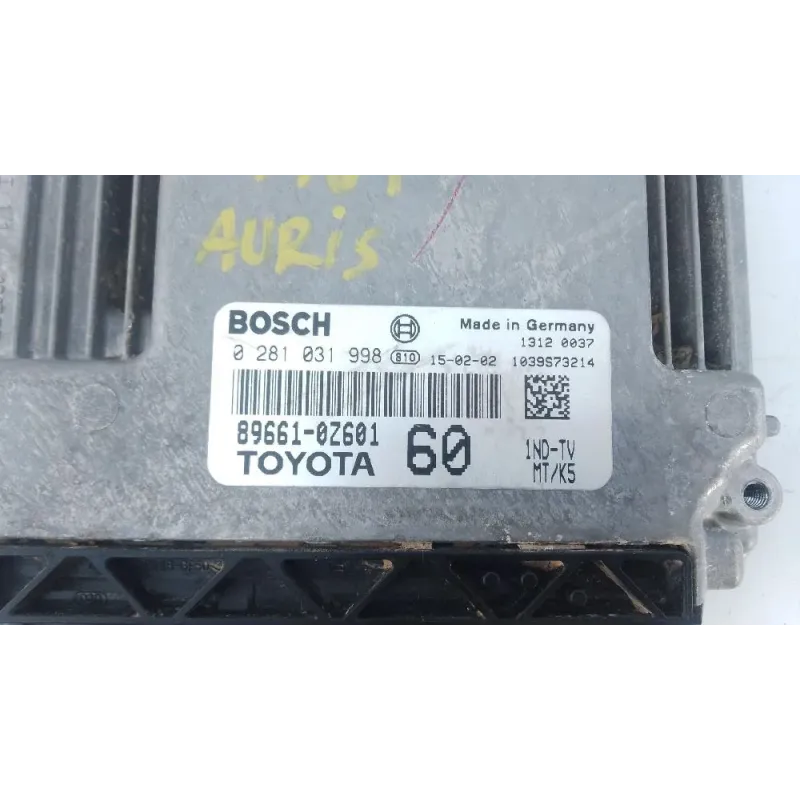 AURIS
BOSCH Made in Germany
1312 0037
0 281 031 998 810 15-02-02 1039S73214
89661-0Z601 60 1ND-TV
TOYOTA MT/K5